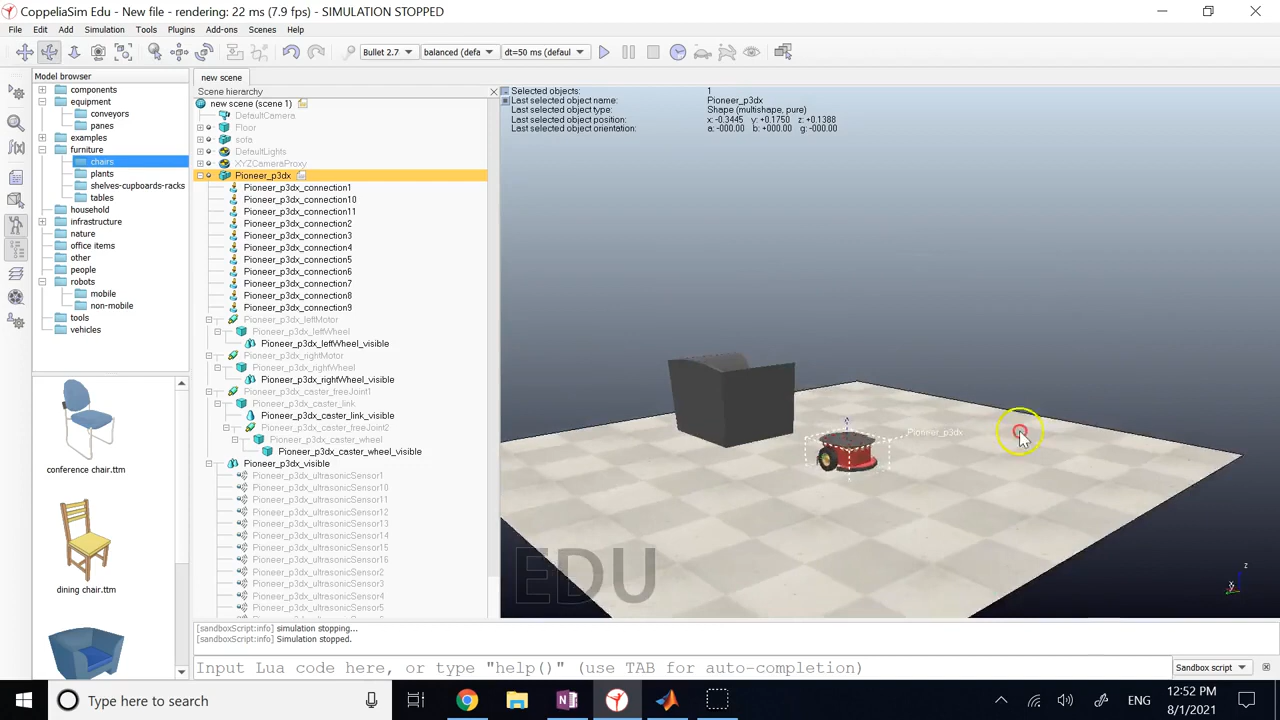 CoppeliaSim Edu - New file - rendering: 22 ms (7.9 fps) - SIMULATION STOPPED
File Edit Add Simulation Tools Plugins Add-ons Scenes Help
Bullet 2.7 balanced (defa dt=50 ms (defaul
Model browser
components
equipment
conveyors
panes
examples
furniture
chairs
plants
shelves-cupboards-racks
tables
household
infrastructure
nature
office items
other
people
robots
mobile
non-mobile
tools
vehicles
conference chair.ttm
dining chair.ttm
new scene
Scene hierarchy
new scene (scene 1)
DefaultCamera
Floor
sofa
DefaultLights
XYZCameraProxy
Pioneer_p3dx
Pioneer_p3dx_connection1
Pioneer_p3dx_connection10
Pioneer_p3dx_connection11
Pioneer_p3dx_connection2
Pioneer_p3dx_connection3
Pioneer_p3dx_connection4
Pioneer_p3dx_connection5
Pioneer_p3dx_connection6
Pioneer_p3dx_connection7
Pioneer_p3dx_connection8
Pioneer_p3dx_connection9
Pioneer_p3dx_leftMotor
Pioneer_p3dx_leftWheel
Pioneer_p3dx_leftWheel_visible
Pioneer_p3dx_rightMotor
Pioneer_p3dx_rightWheel
Pioneer_p3dx_rightWheel_visible
Pioneer_p3dx_caster_freeJoint1
Pioneer_p3dx_caster_link
Pioneer_p3dx_caster_link_visible
Pioneer_p3dx_caster_freeJoint2
Pioneer_p3dx_caster_wheel
Pioneer_p3dx_caster_wheel_visible
Pioneer_p3dx_visible
Pioneer_p3dx_ultrasonicSensor1
Pioneer_p3dx_ultrasonicSensor10
Pioneer_p3dx_ultrasonicSensor11
Pioneer_p3dx_ultrasonicSensor12
Pioneer_p3dx_ultrasonicSensor13
Pioneer_p3dx_ultrasonicSensor14
Pioneer_p3dx_ultrasonicSensor15
Pioneer_p3dx_ultrasonicSensor16
Pioneer_p3dx_ultrasonicSensor2
Pioneer_p3dx_ultrasonicSensor3
Pioneer_p3dx_ultrasonicSensor4
Pioneer_p3dx_ultrasonicSensor5
Selected objects: 1
Last selected object name: Pioneer_p3dx
Last selected object type: Shape (multishape, pure)
Last selected object position: x: -0.3445 y: +0.1750 z: +0.1388
Last selected object orientation: a: -000.00 b: +000.00 g: -000.00
Pioneer_p3dx
EDU
z
[sandboxScript:info] simulation stopping...
[sandboxScript:info] Simulation stopped.
Input Lua code here, or type "help()" (use TAB for auto-completion)
Sandbox script
Type here to search
ENG
12:52 PM
8/1/2021